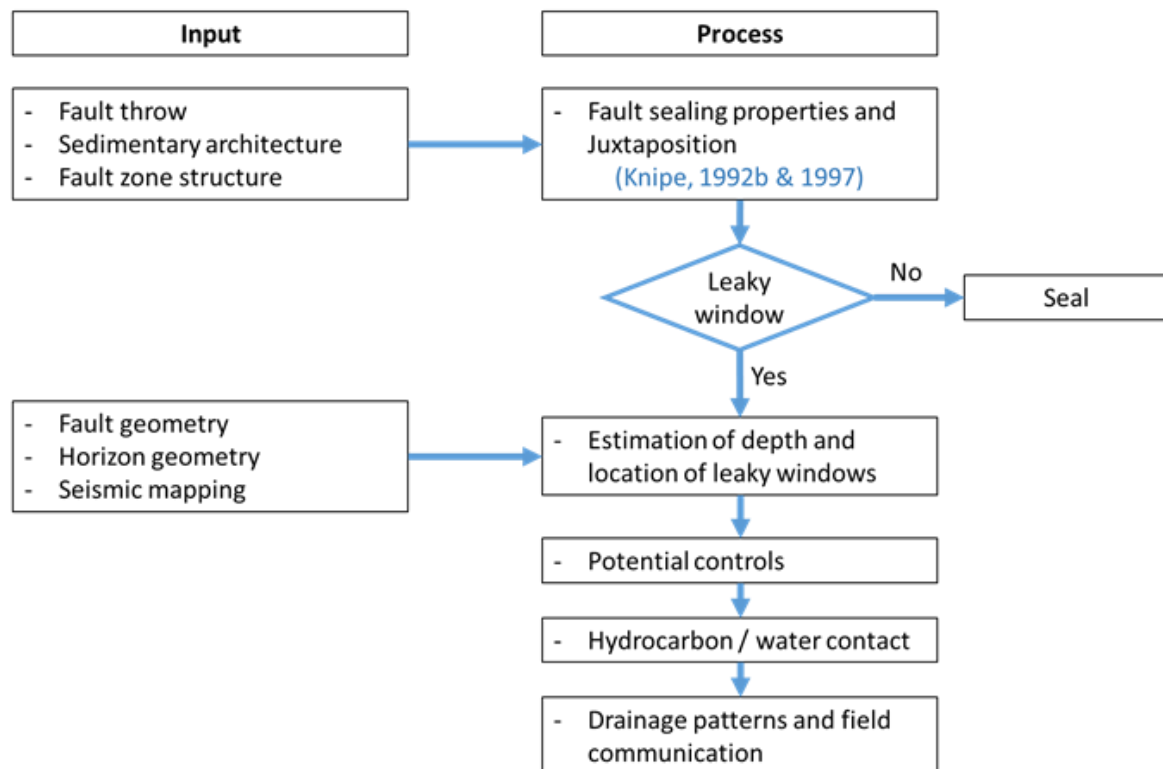 Input
Process
- Fault throw
- Sedimentary architecture
- Fault zone structure
- Fault sealing properties and
Juxtaposition
(Knipe, 1992b & 1997)
Leaky
window
No
Seal
Yes
- Fault geometry
- Horizon geometry
- Seismic mapping
- Estimation of depth and
location of leaky windows
- Potential controls
- Hydrocarbon / water contact
- Drainage patterns and field
communication